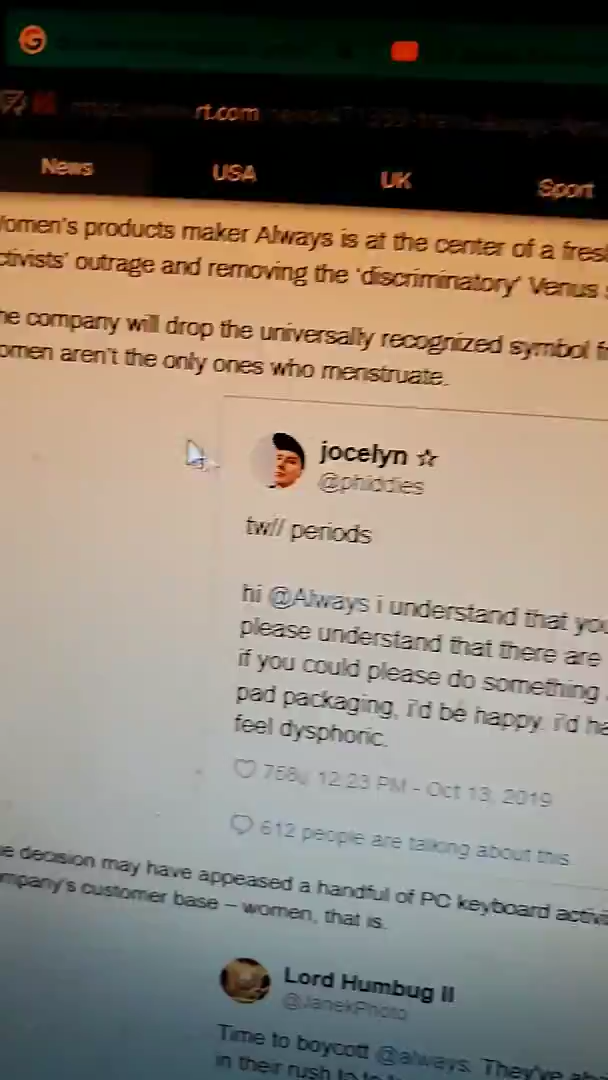 rt.com
News USA UK Sport
omen's products maker Always is at the center of a fres
ctivists' outrage and removing the 'discriminatory' Venus
he company will drop the universally recognized symbol f
omen aren't the only ones who menstruate.
jocelyn ☆
@phiddies
tw// periods
hi @Always i understand that you
please understand that there are
if you could please do something
pad packaging, i'd be happy. i'd ha
feel dysphoric.
12:23 PM - Oct 13, 2019
612 people are talking about this
e decision may have appeased a handful of PC keyboard activi
mpany's customer base – women, that is.
Lord Humbug II
@JanekPhoto
Time to boycott @always. They've
in their rush to